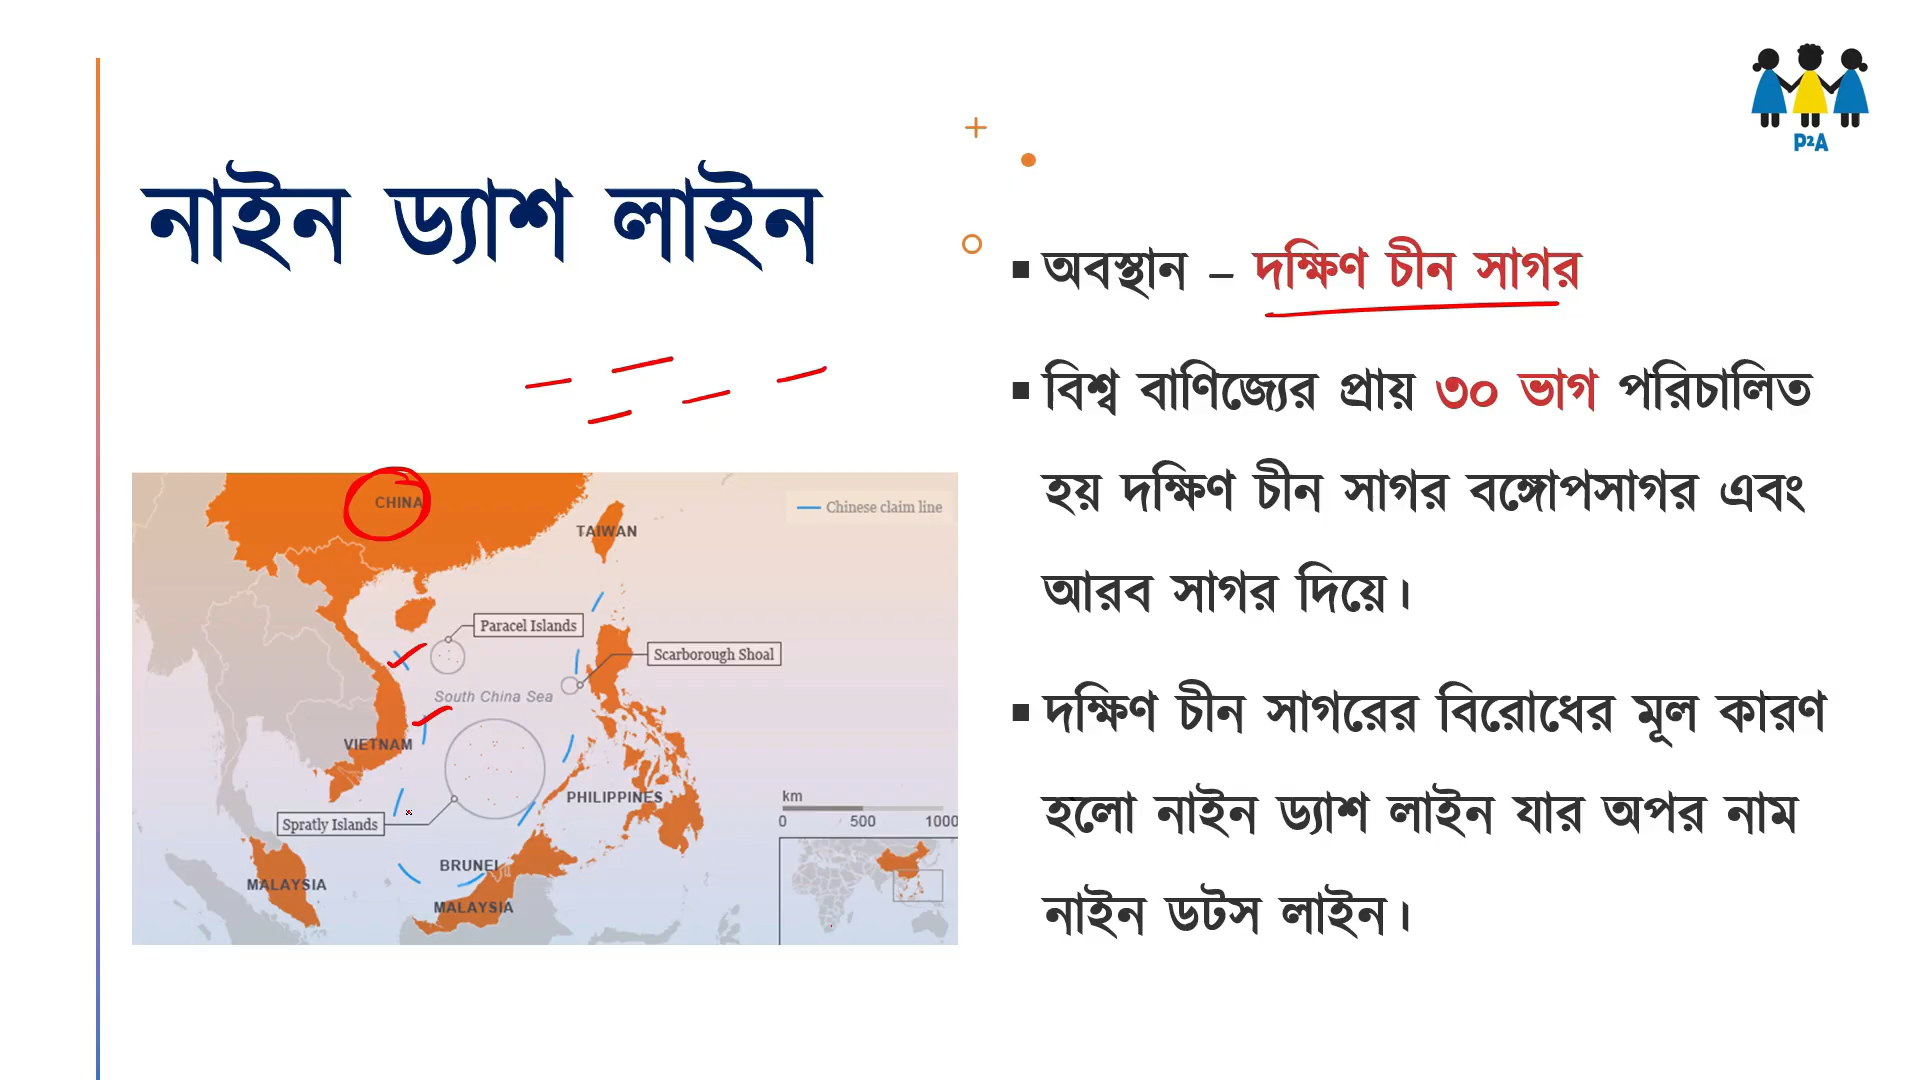 P²A
নাইন ড্যাশ লাইন
▪ অবস্থান – দক্ষিণ চীন সাগর
▪ বিশ্ব বাণিজ্যের প্রায় ৩০ ভাগ পরিচালিত
হয় দক্ষিণ চীন সাগর বঙ্গোপসাগর এবং
আরব সাগর দিয়ে।
▪ দক্ষিণ চীন সাগরের বিরোধের মূল কারণ
হলো নাইন ড্যাশ লাইন যার অপর নাম
নাইন ডটস লাইন।
CHINA
Chinese claim line
TAIWAN
Paracel Islands
Scarborough Shoal
South China Sea
VIETNAM
PHILIPPINES
km
0 500 1000
Spratly Islands
BRUNEI
MALAYSIA
MALAYSIA